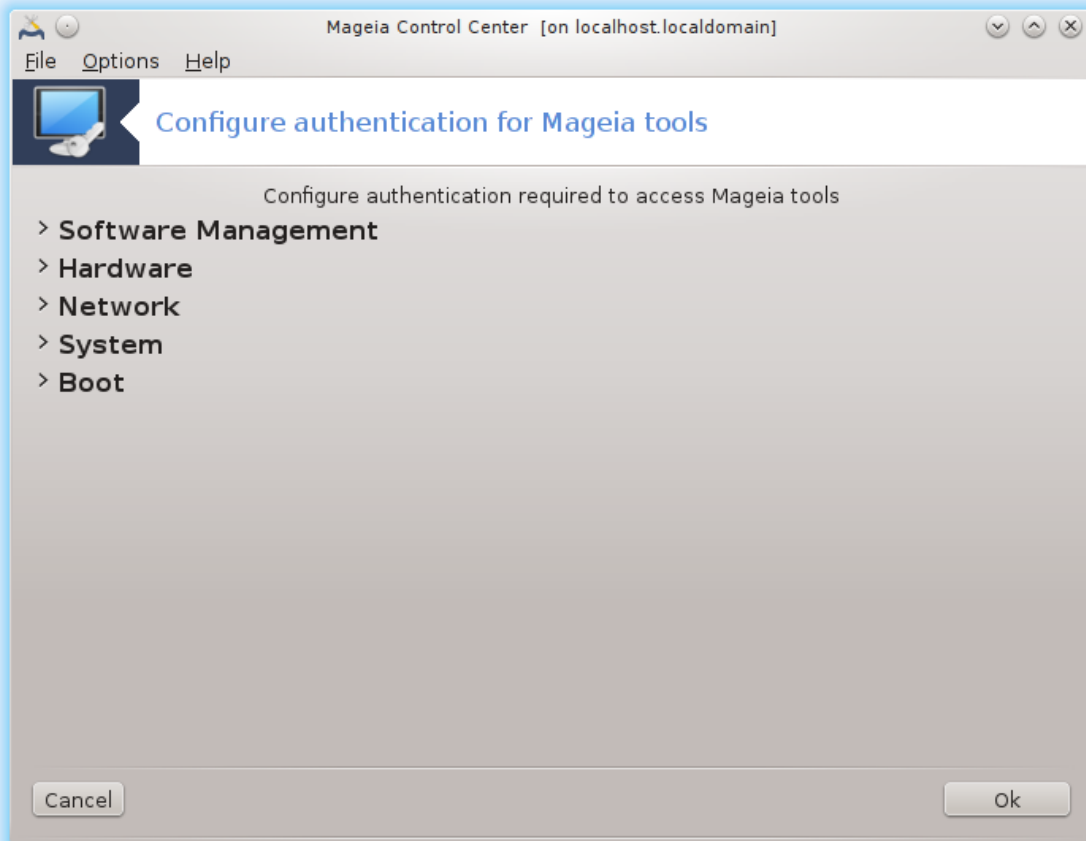 Mageia Control Center  [on localhost.localdomain]
File Options Help
Configure authentication for Mageia tools
Configure authentication required to access Mageia tools
> Software Management
> Hardware
> Network
> System
> Boot
Cancel Ok